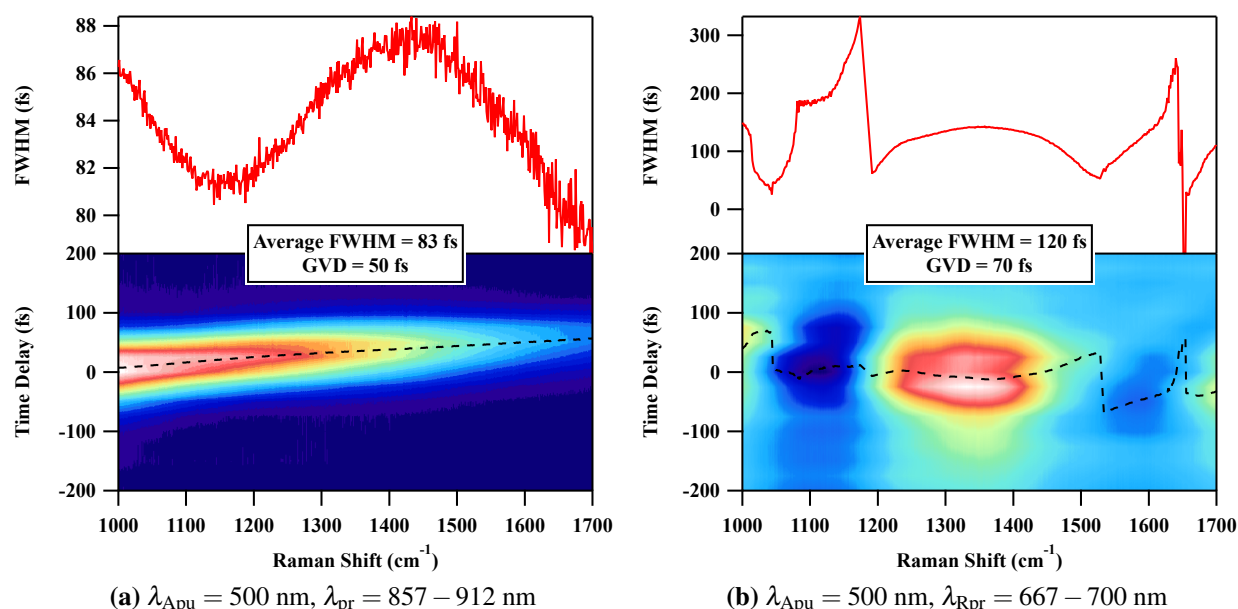 88
86
84
82
80
FWHM (fs)
Average FWHM = 83 fs
GVD = 50 fs
200
100
0
-100
-200
Time Delay (fs)
1000 1100 1200 1300 1400 1500 1600 1700
Raman Shift (cm⁻¹)
(a) λApu = 500 nm, λpr = 857 – 912 nm
300
200
100
0
FWHM (fs)
Average FWHM = 120 fs
GVD = 70 fs
200
100
0
-100
-200
Time Delay (fs)
1000 1100 1200 1300 1400 1500 1600 1700
Raman Shift (cm⁻¹)
(b) λApu = 500 nm, λRpr = 667 – 700 nm